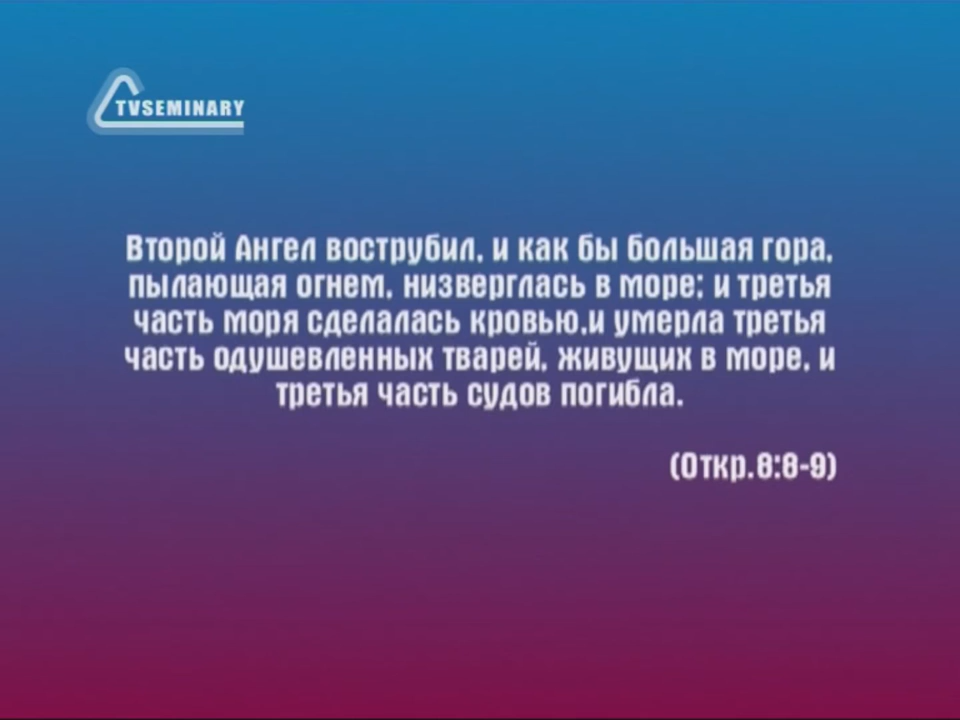 TVSEMINARY
Второй Ангел вострубил, и как бы большая гора,
пылающая огнем, низверглась в море; и третья
часть моря сделалась кровью,и умерла третья
часть одушевленных тварей, живущих в море, и
третья часть судов погибла.
(Откр.8:8-9)